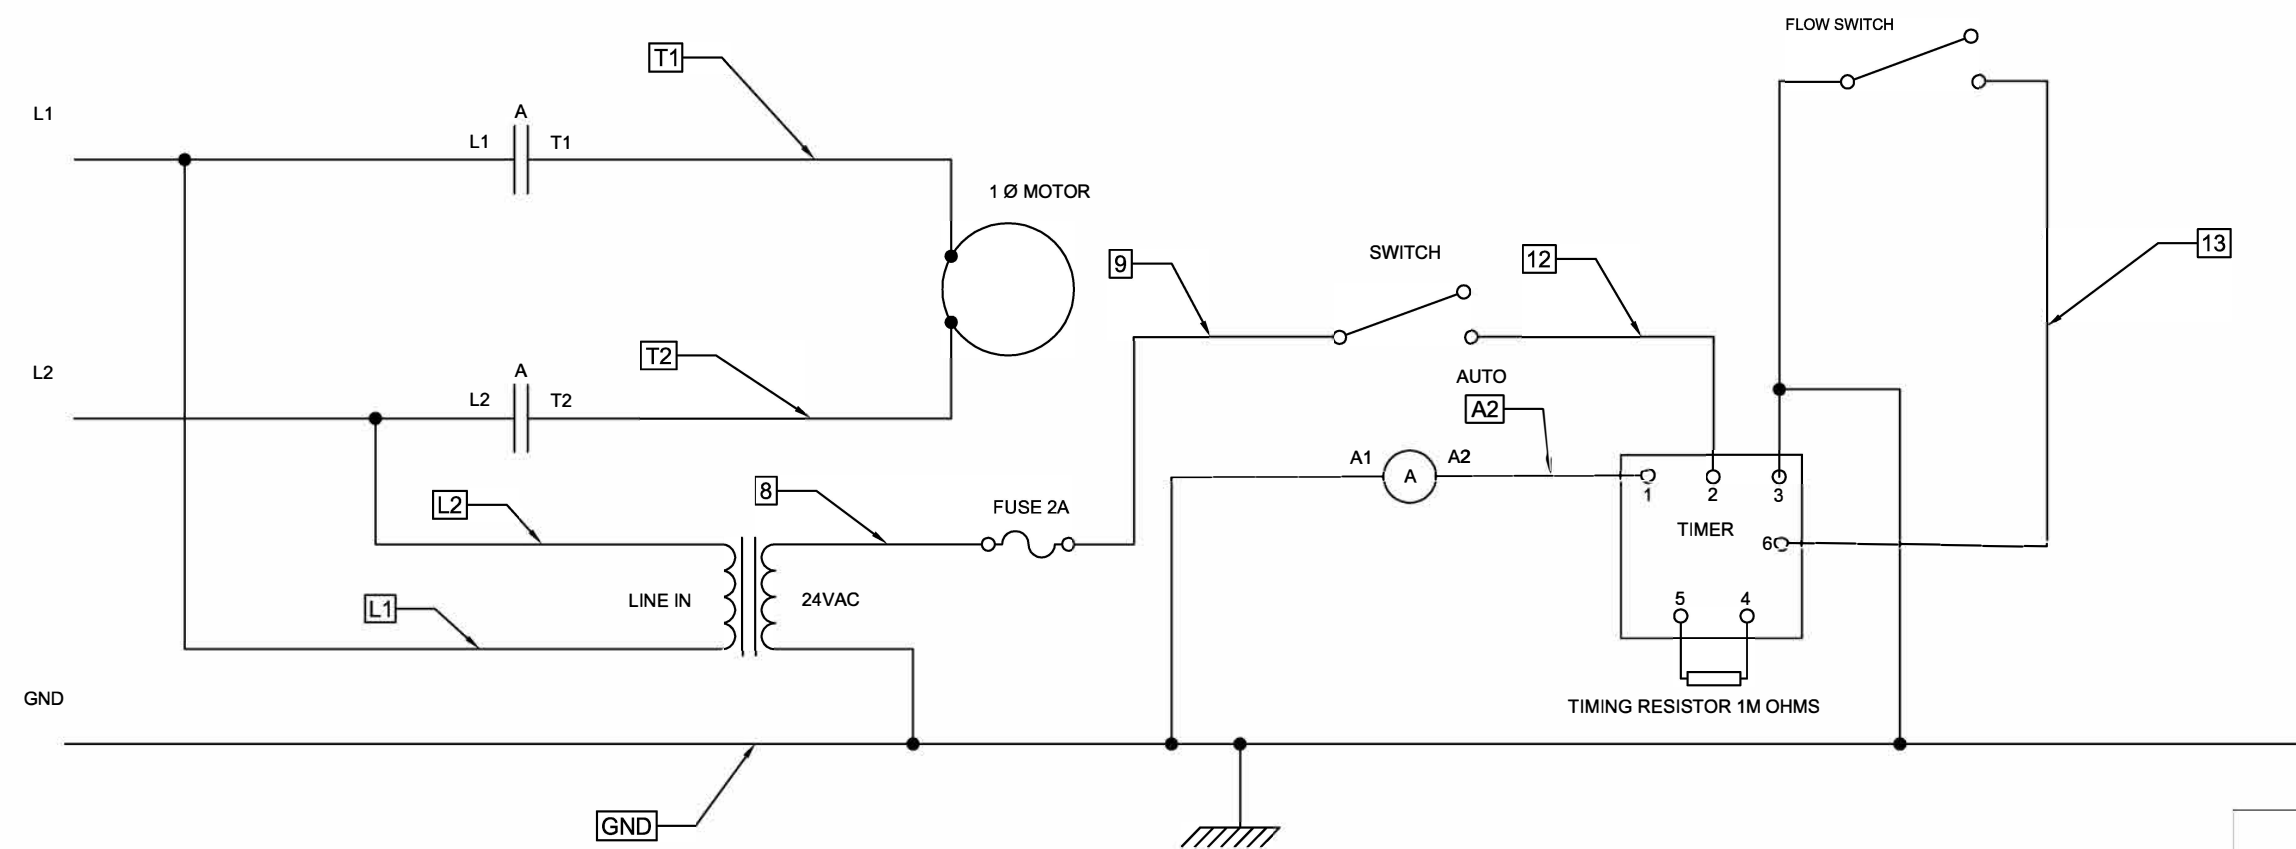 FLOW SWITCH
T1
L1
A
L1 T1
1 Ø MOTOR
13
SWITCH
9
12
T2
L2
A
L2 T2
AUTO
A2
A1 A2
A
8
L2
FUSE 2A
1 2 3
TIMER
6
L1
LINE IN
24VAC
5 4
GND
TIMING RESISTOR 1M OHMS
GND